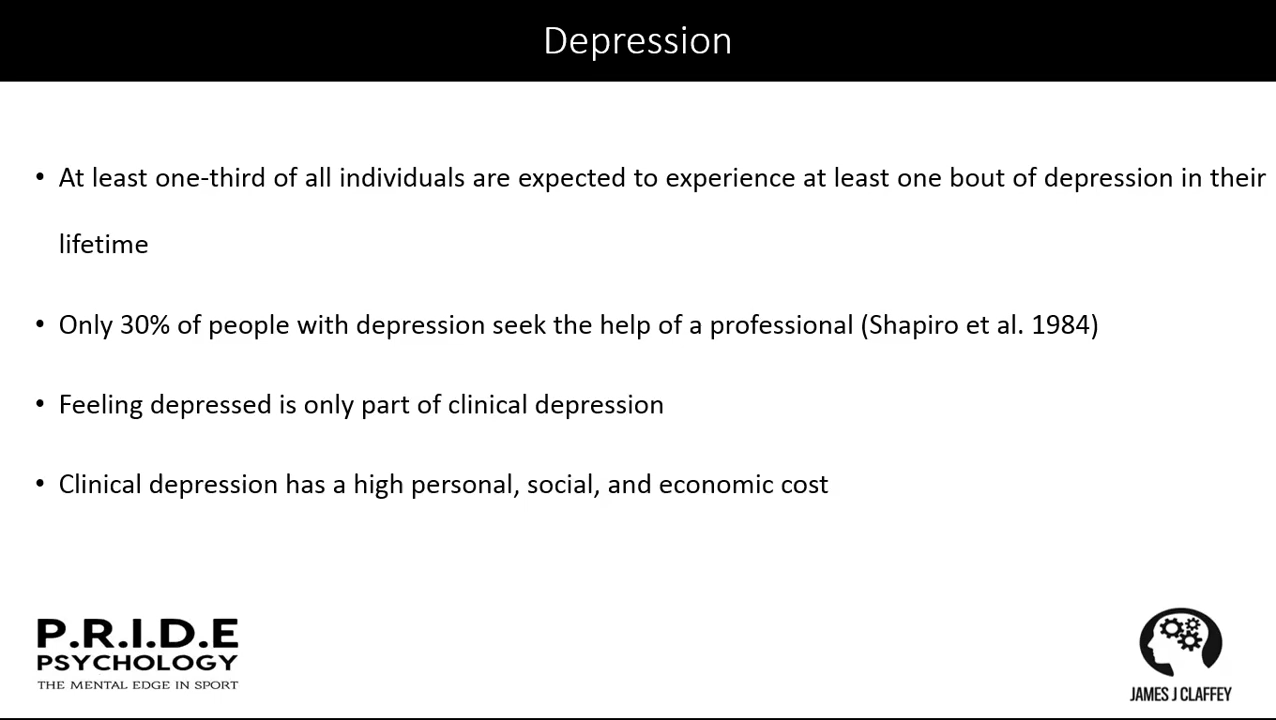 Depression
• At least one-third of all individuals are expected to experience at least one bout of depression in their
lifetime
• Only 30% of people with depression seek the help of a professional (Shapiro et al. 1984)
• Feeling depressed is only part of clinical depression
• Clinical depression has a high personal, social, and economic cost
P.R.I.D.E
PSYCHOLOGY
THE MENTAL EDGE IN SPORT
JAMES J CLAFFEY